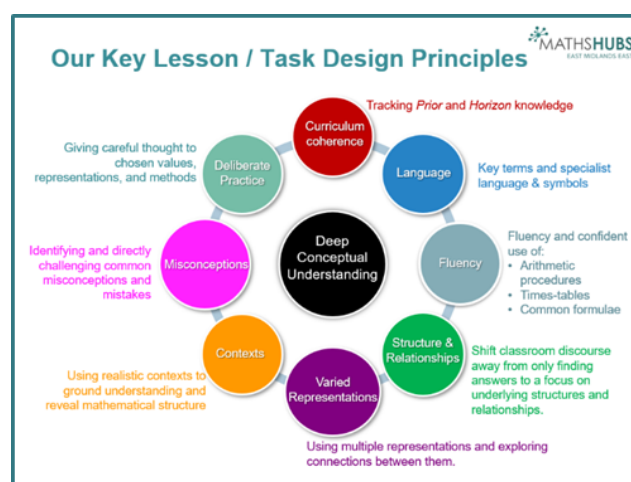 Our Key Lesson / Task Design Principles
MATHSHUBS
EAST MIDLANDS EAST
Curriculum
coherence
Tracking Prior and Horizon knowledge
Language
Key terms and specialist
language & symbols
Fluency
Fluency and confident
use of:
• Arithmetic
procedures
• Times-tables
• Common formulae
Structure &
Relationships
Shift classroom discourse
away from only finding
answers to a focus on
underlying structures and
relationships.
Varied
Representations
Using multiple representations and exploring
connections between them.
Contexts
Using realistic contexts to
ground understanding and
reveal mathematical structure
Misconceptions
Identifying and directly
challenging common
misconceptions and
mistakes
Deliberate
Practice
Giving careful thought to
chosen values,
representations, and methods
Deep
Conceptual
Understanding